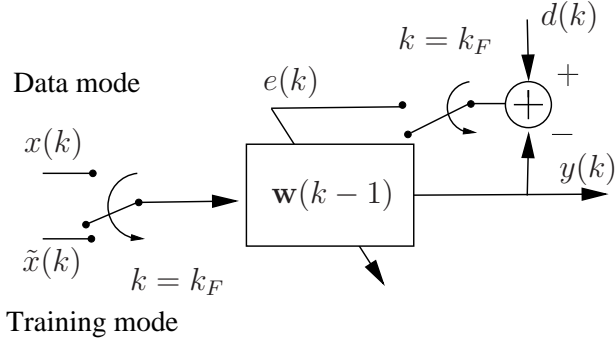 d(k)
k = k_F
+
Data mode
e(k)
+
−
x(k)
w(k − 1)
y(k)
x̃(k)
k = k_F
Training mode